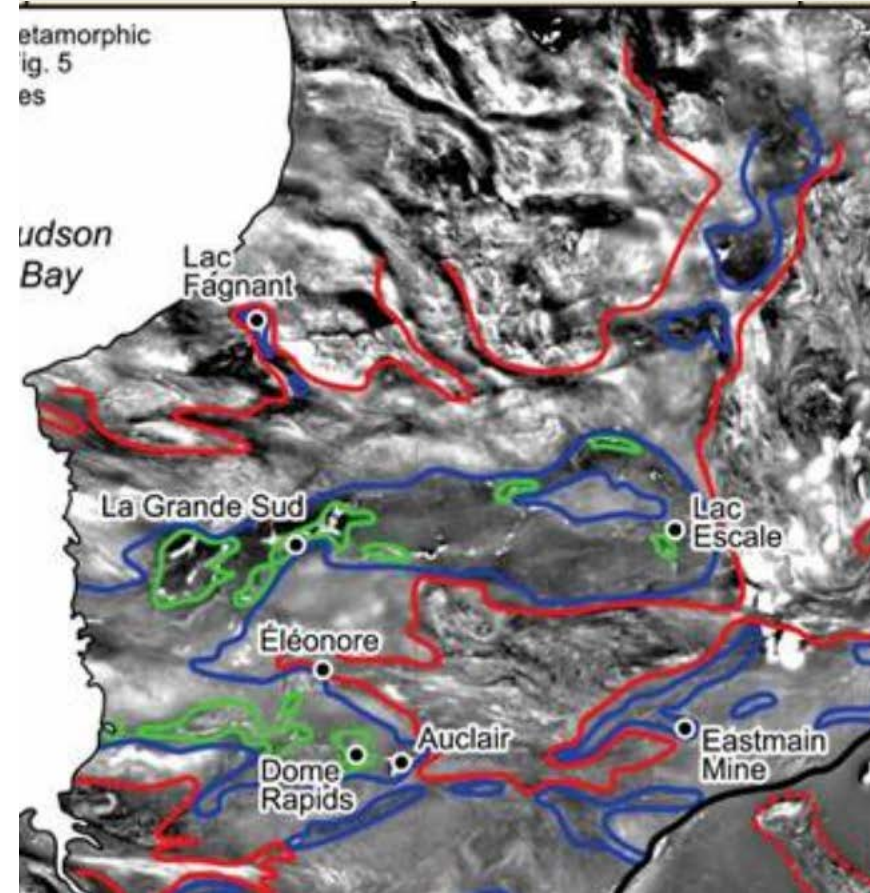 etamorphic
ig. 5
es
udson
Bay
Lac
Fagnant
La Grande Sud
Lac
Escale
Éléonore
Auclair
Dome
Rapids
Eastmain
Mine